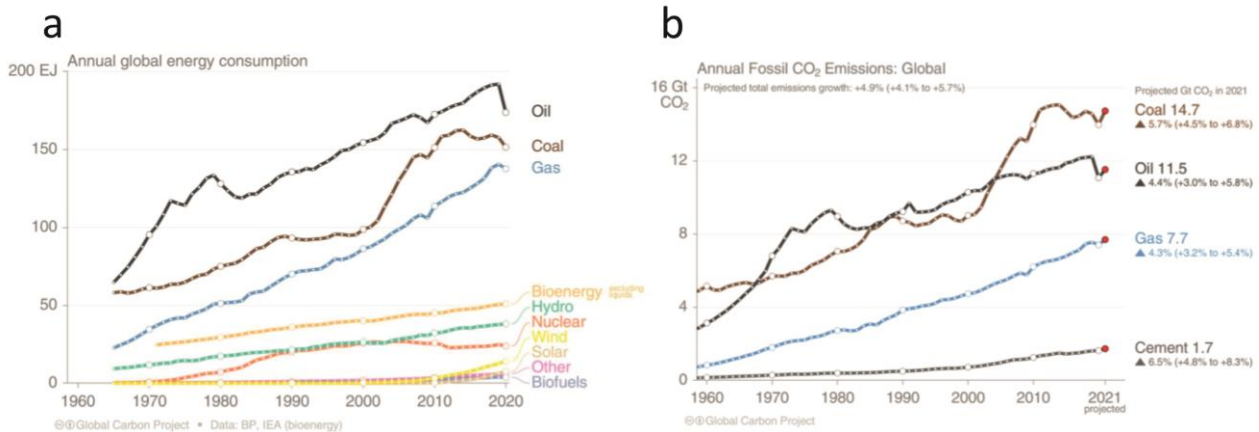 a
Annual global energy consumption
200 EJ
150
100
50
0
1960 1970 1980 1990 2000 2010 2020
Oil
Coal
Gas
Bioenergy excluding liquids
Hydro
Nuclear
Wind
Solar
Other
Biofuels
Global Carbon Project • Data: BP, IEA (bioenergy)
b
Annual Fossil CO₂ Emissions: Global
Projected total emissions growth: +4.9% (+4.1% to +5.7%)
16 Gt
CO₂
12
8
4
0
1960 1970 1980 1990 2000 2010 2021
projected
Projected Gt CO₂ in 2021
Coal 14.7
▲ 5.7% (+4.5% to +6.8%)
Oil 11.5
▲ 4.4% (+3.0% to +5.8%)
Gas 7.7
▲ 4.3% (+3.2% to +5.4%)
Cement 1.7
▲ 6.5% (+4.8% to +8.3%)
Global Carbon Project